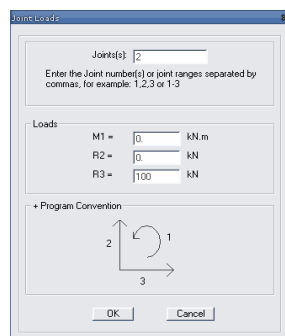 Joint Loads
Joints(s): 2
Enter the Joint number(s) or joint ranges separated by
commas, for example: 1,2,3 or 1-3
Loads
M1 = 0. kN.m
R2 = 0. kN
R3 = 100 kN
+ Program Convention
2
1
3
OK Cancel